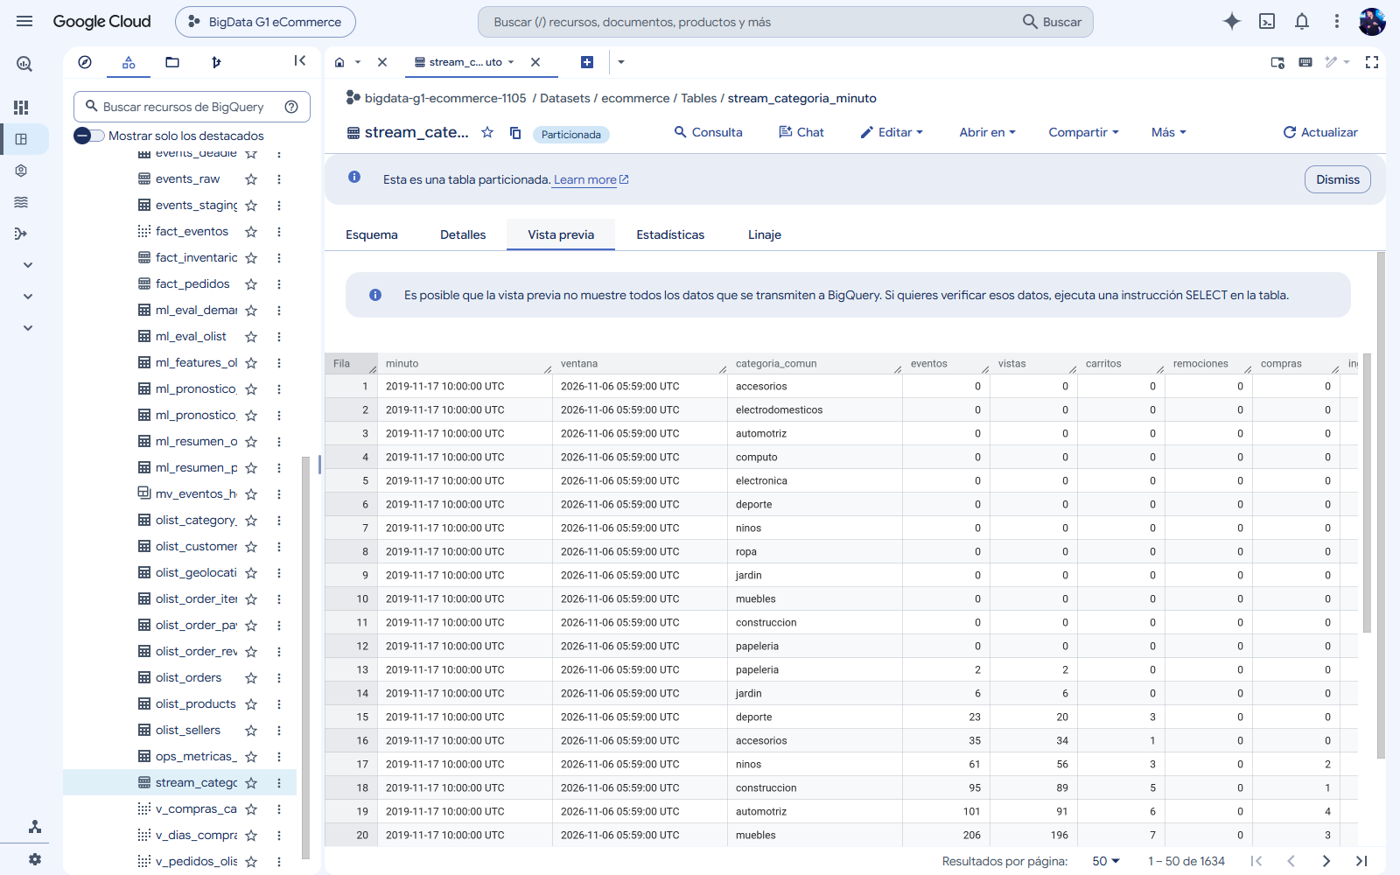 Google Cloud
BigData G1 eCommerce
Buscar (/) recursos, documentos, productos y más
Buscar
stream_c... uto
Buscar recursos de BigQuery
Mostrar solo los destacados
events_raw
events_staging
fact_eventos
fact_inventario
fact_pedidos
ml_eval_demar
ml_eval_olist
ml_features_ol
ml_pronostico_
ml_pronostico_
ml_resumen_o
ml_resumen_p
mv_eventos_h
olist_category_
olist_customer
olist_geolocati
olist_order_iter
olist_order_pay
olist_order_rev
olist_orders
olist_products
olist_sellers
ops_metricas_
stream_catego
v_compras_ca
v_dias_compra
v_pedidos_olis
bigdata-g1-ecommerce-1105 / Datasets / ecommerce / Tables / stream_categoria_minuto
stream_cate...
Particionada
Consulta
Chat
Editar
Abrir en
Compartir
Más
Actualizar
Esta es una tabla particionada. Learn more
Dismiss
Esquema
Detalles
Vista previa
Estadísticas
Linaje
Es posible que la vista previa no muestre todos los datos que se transmiten a BigQuery. Si quieres verificar esos datos, ejecuta una instrucción SELECT en la tabla.
Fila minuto ventana categoria_comun eventos vistas carritos remociones compras
1 2019-11-17 10:00:00 UTC 2026-11-06 05:59:00 UTC accesorios 0 0 0 0 0
2 2019-11-17 10:00:00 UTC 2026-11-06 05:59:00 UTC electrodomesticos 0 0 0 0 0
3 2019-11-17 10:00:00 UTC 2026-11-06 05:59:00 UTC automotriz 0 0 0 0 0
4 2019-11-17 10:00:00 UTC 2026-11-06 05:59:00 UTC computo 0 0 0 0 0
5 2019-11-17 10:00:00 UTC 2026-11-06 05:59:00 UTC electronica 0 0 0 0 0
6 2019-11-17 10:00:00 UTC 2026-11-06 05:59:00 UTC deporte 0 0 0 0 0
7 2019-11-17 10:00:00 UTC 2026-11-06 05:59:00 UTC ninos 0 0 0 0 0
8 2019-11-17 10:00:00 UTC 2026-11-06 05:59:00 UTC ropa 0 0 0 0 0
9 2019-11-17 10:00:00 UTC 2026-11-06 05:59:00 UTC jardin 0 0 0 0 0
10 2019-11-17 10:00:00 UTC 2026-11-06 05:59:00 UTC muebles 0 0 0 0 0
11 2019-11-17 10:00:00 UTC 2026-11-06 05:59:00 UTC construccion 0 0 0 0 0
12 2019-11-17 10:00:00 UTC 2026-11-06 05:59:00 UTC papeleria 0 0 0 0 0
13 2019-11-17 10:00:00 UTC 2026-11-06 05:59:00 UTC papeleria 2 2 0 0 0
14 2019-11-17 10:00:00 UTC 2026-11-06 05:59:00 UTC jardin 6 6 0 0 0
15 2019-11-17 10:00:00 UTC 2026-11-06 05:59:00 UTC deporte 23 20 3 0 0
16 2019-11-17 10:00:00 UTC 2026-11-06 05:59:00 UTC accesorios 35 34 1 0 0
17 2019-11-17 10:00:00 UTC 2026-11-06 05:59:00 UTC ninos 61 56 3 0 2
18 2019-11-17 10:00:00 UTC 2026-11-06 05:59:00 UTC construccion 95 89 5 0 1
19 2019-11-17 10:00:00 UTC 2026-11-06 05:59:00 UTC automotriz 101 91 6 0 4
20 2019-11-17 10:00:00 UTC 2026-11-06 05:59:00 UTC muebles 206 196 7 0 3
Resultados por página: 50 1 – 50 de 1634